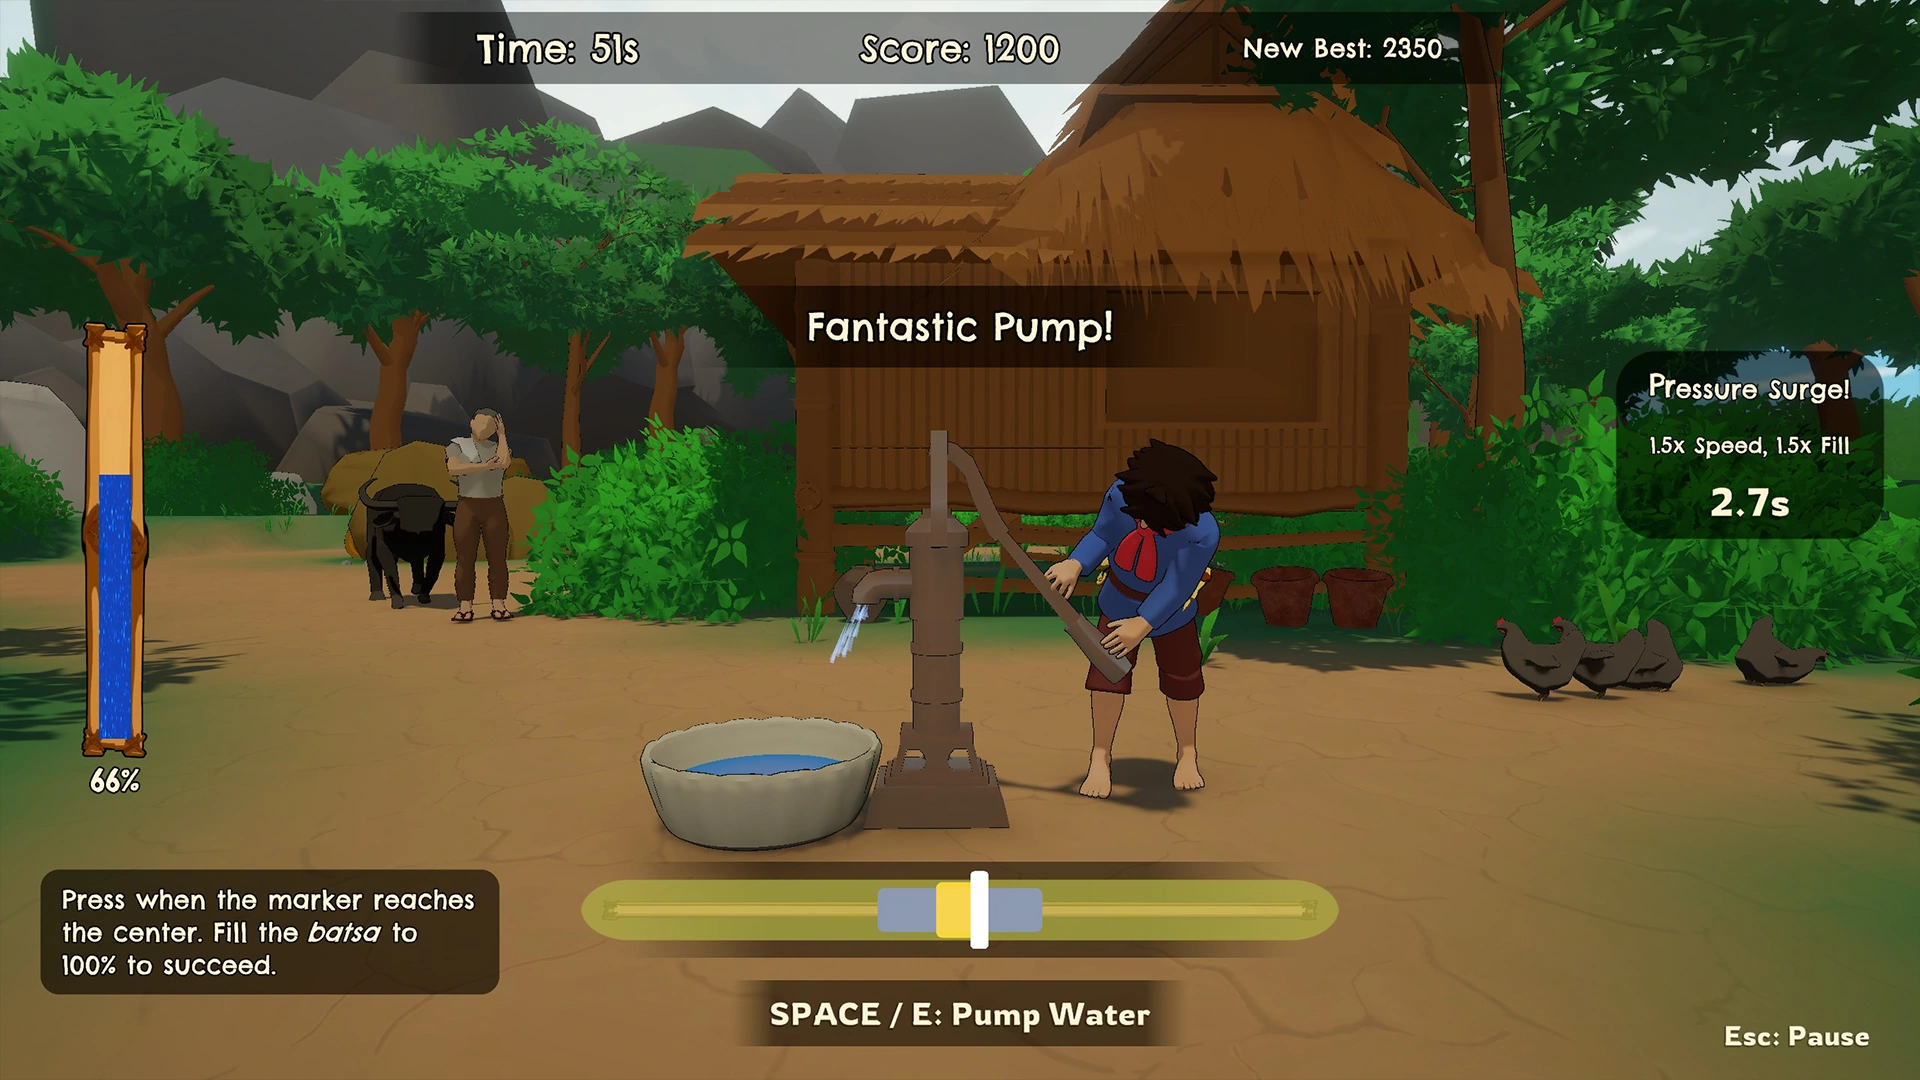 Time: 51s
Score: 1200
New Best: 2350
Fantastic Pump!
Pressure Surge!
1.5x Speed, 1.5x Fill
2.7s
66%
Press when the marker reaches
the center. Fill the batsa to
100% to succeed.
SPACE / E: Pump Water
Esc: Pause